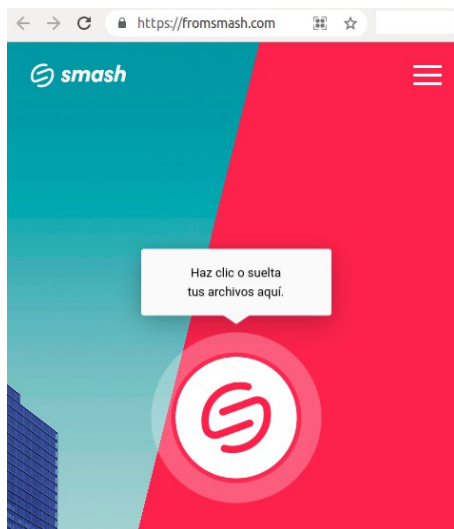 https://fromsmash.com
smash
Haz clic o suelta
tus archivos aquí.